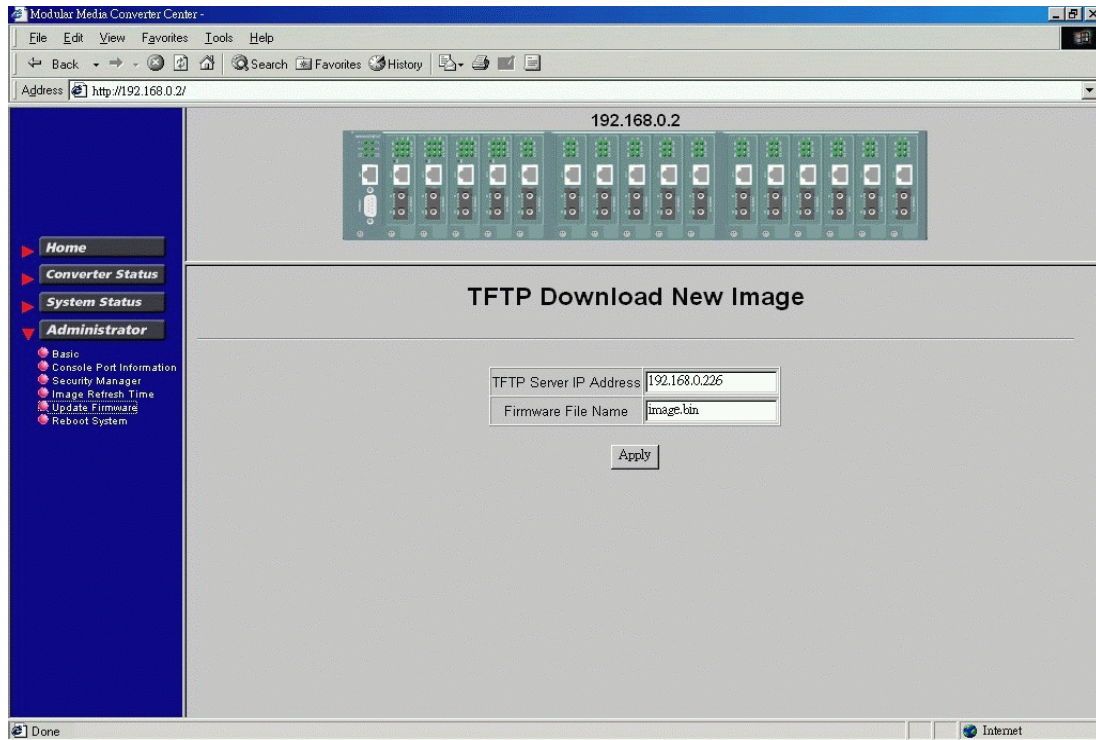 Modular Media Converter Center -
File Edit View Favorites Tools Help
Back Search Favorites History
Address http://192.168.0.2/
192.168.0.2
Home
Converter Status
System Status
Administrator
Basic
Console Port Information
Security Manager
Image Refresh Time
Update Firmware
Reboot System
TFTP Download New Image
TFTP Server IP Address 192.168.0.226
Firmware File Name image.bin
Apply
Done Internet